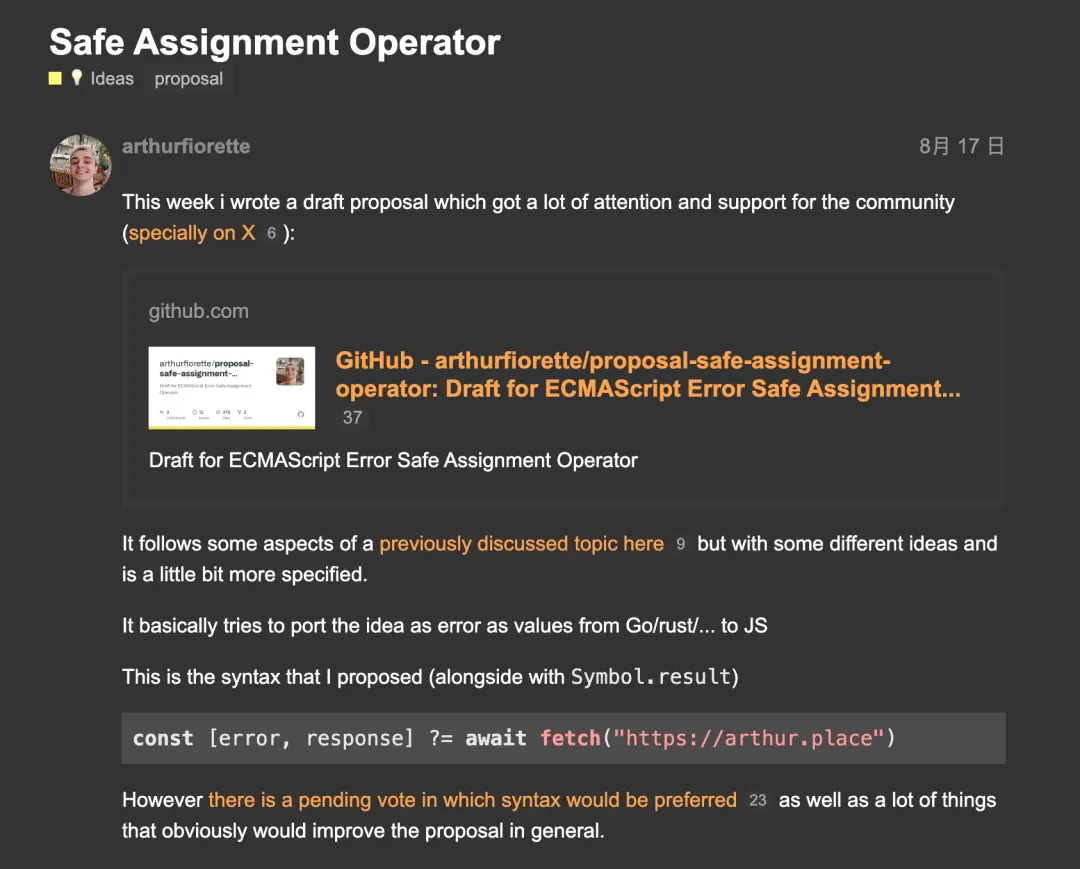 Safe Assignment Operator
Ideas proposal
arthurfiorette 8月 17 日
This week i wrote a draft proposal which got a lot of attention and support for the community
(specially on X 6 ):
github.com
arthurfiorette/proposal-
safe-assignment-...
Draft for ECMAScript Error Safe Assignment
Operator
GitHub - arthurfiorette/proposal-safe-assignment-
operator: Draft for ECMAScript Error Safe Assignment...
37
Draft for ECMAScript Error Safe Assignment Operator
It follows some aspects of a previously discussed topic here 9 but with some different ideas and
is a little bit more specified.
It basically tries to port the idea as error as values from Go/rust/... to JS
This is the syntax that I proposed (alongside with Symbol.result)
const [error, response] ?= await fetch("https://arthur.place")
However there is a pending vote in which syntax would be preferred 23 as well as a lot of things
that obviously would improve the proposal in general.